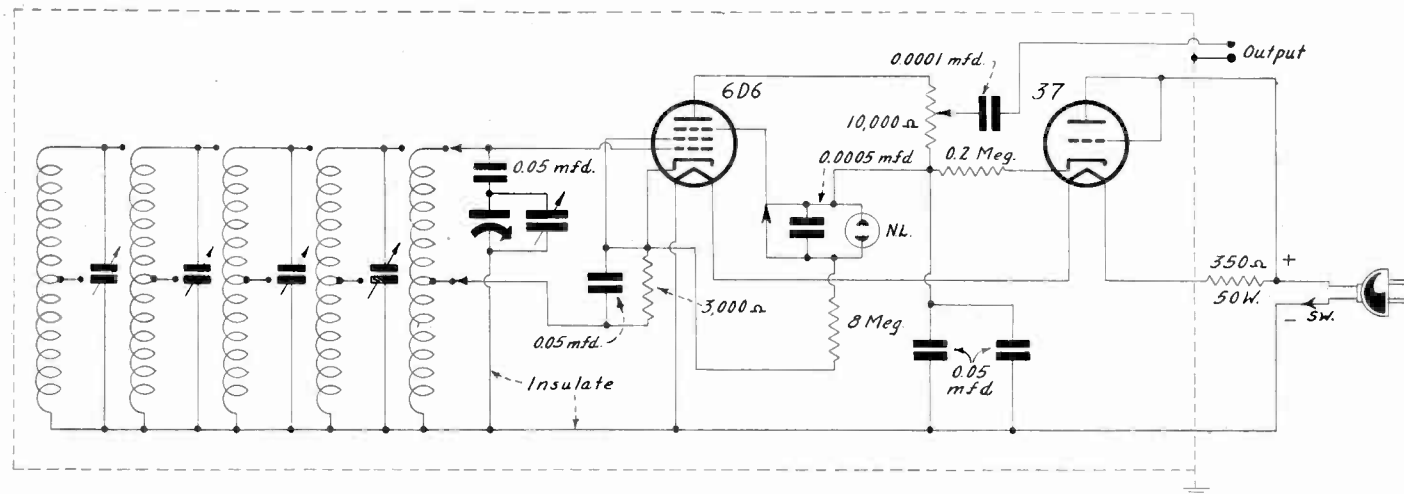 0.0001 mfd.
Output
6D6
37
10,000 Ω
0.05 mfd.
0.0005 mfd
0.2 Meg.
NL.
350 Ω
+
50W.
3,000 Ω
8 Meg.
−
SW.
0.05 mfd.
0.05
mfd
Insulate